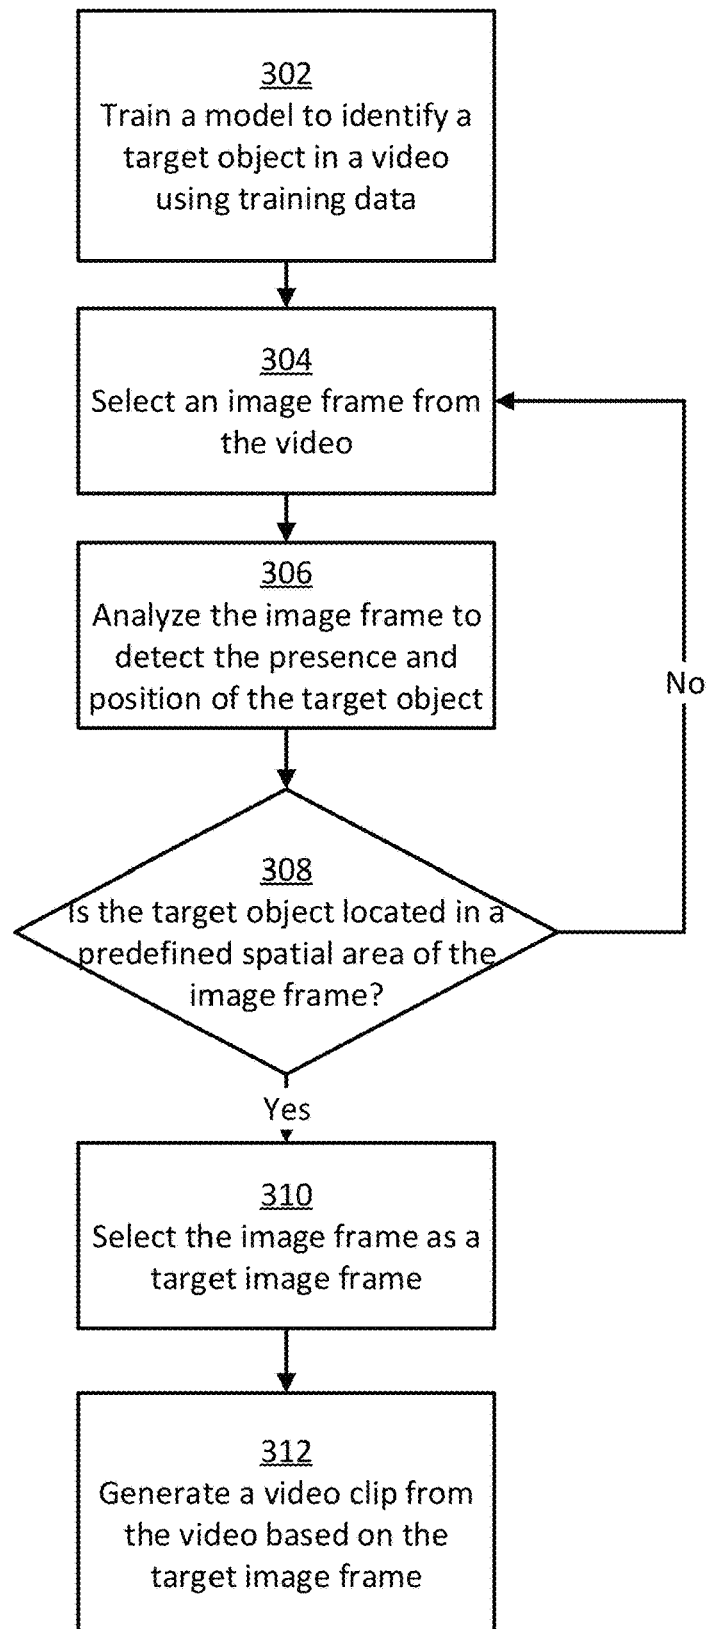 302
Train a model to identify a
target object in a video
using training data
304
Select an image frame from
the video
306
Analyze the image frame to
detect the presence and
position of the target object
No
308
Is the target object located in a
predefined spatial area of the
image frame?
Yes
310
Select the image frame as a
target image frame
312
Generate a video clip from
the video based on the
target image frame